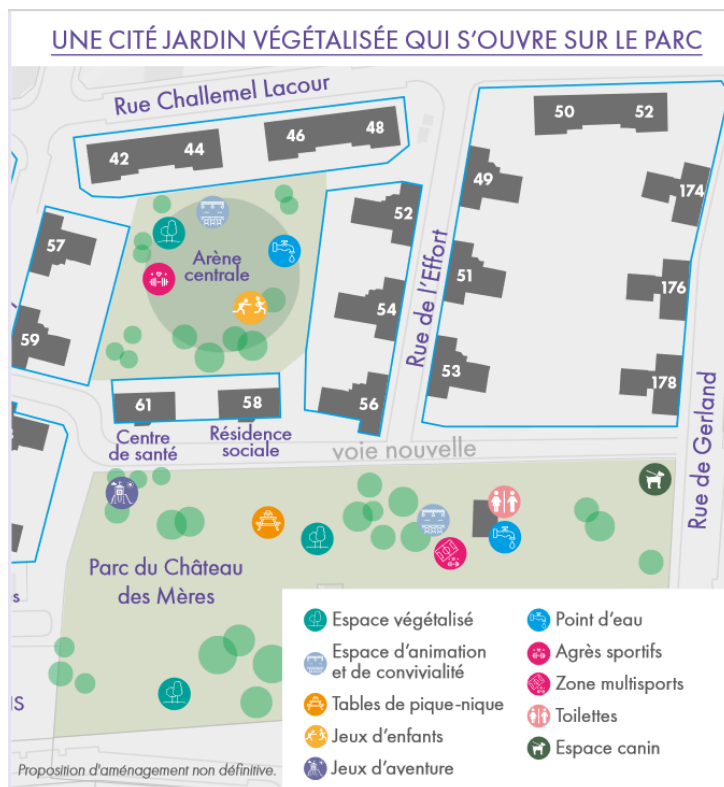 UNE CITÉ JARDIN VÉGÉTALISÉE QUI S'OUVRE SUR LE PARC
Rue Challemel Lacour
50
52
46
48
42
44
49
174
52
57
Arène
centrale
Rue de l'Effort
51
176
54
59
53
178
61
58
56
Centre
de santé
Résidence
sociale
voie nouvelle
Rue de Gerland
Parc du Château
des Mères
s
IS
Espace végétalisé
Espace d'animation
et de convivialité
Tables de pique-nique
Jeux d'enfants
Jeux d'aventure
Point d'eau
Agrès sportifs
Zone multisports
Toilettes
Espace canin
Proposition d'aménagement non définitive.